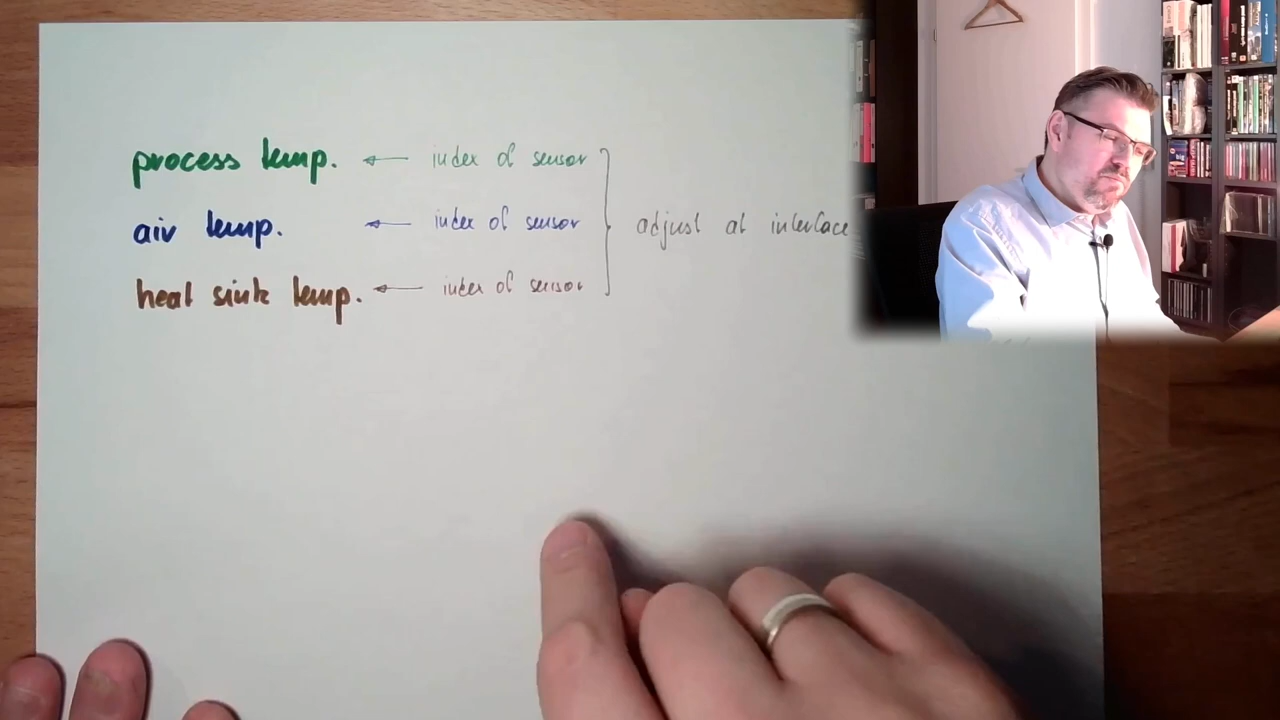 process temp. ← index of sensor
air temp. ← index of sensor
heat sink temp. ← index of sensor
adjust at interface